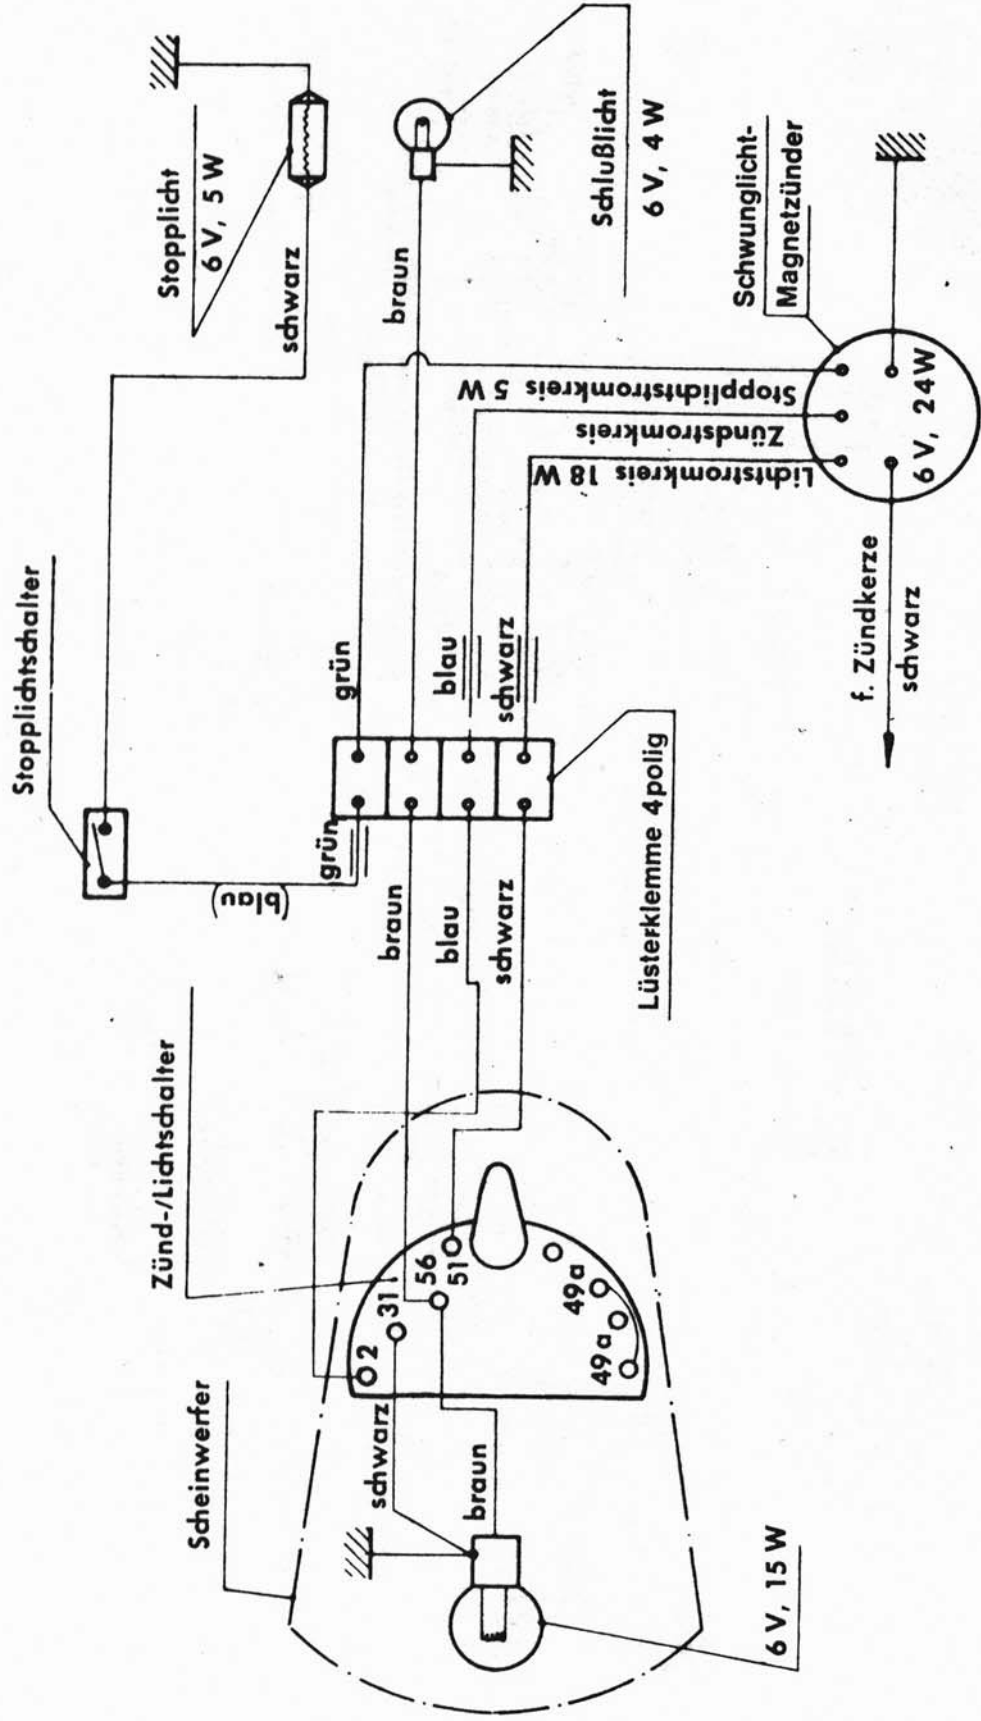 Scheinwerfer
Zünd-/Lichtschalter
Stopplichtschalter
Stopplicht
6 V, 5 W
schwarz
(blau)
grün
grün
braun
braun
blau
blau
schwarz
schwarz
Schlußlicht
6 V, 4 W
Schwunglicht-
Magnetzünder
Stopplichtstromkreis 5 W
Zündstromkreis
Lichtstromkreis 18 W
6 V, 24 W
f. Zündkerze
schwarz
Lüsterklemme 4polig
2
31
56
51
49a
49a
schwarz
braun
6 V, 15 W